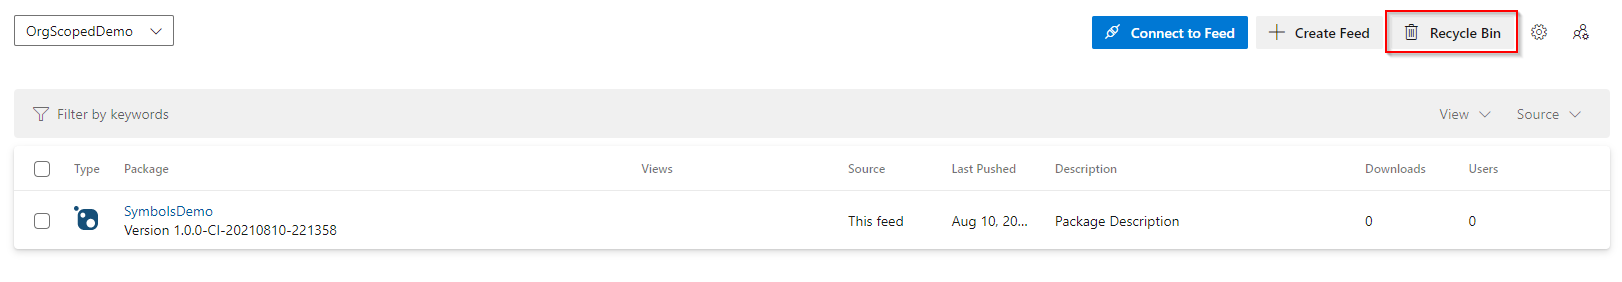 OrgScopedDemo
Connect to Feed
Create Feed
Recycle Bin
Filter by keywords
View
Source
Type Package Views Source Last Pushed Description Downloads Users
SymbolsDemo
Version 1.0.0-CI-20210810-221358
This feed
Aug 10, 20...
Package Description
0
0